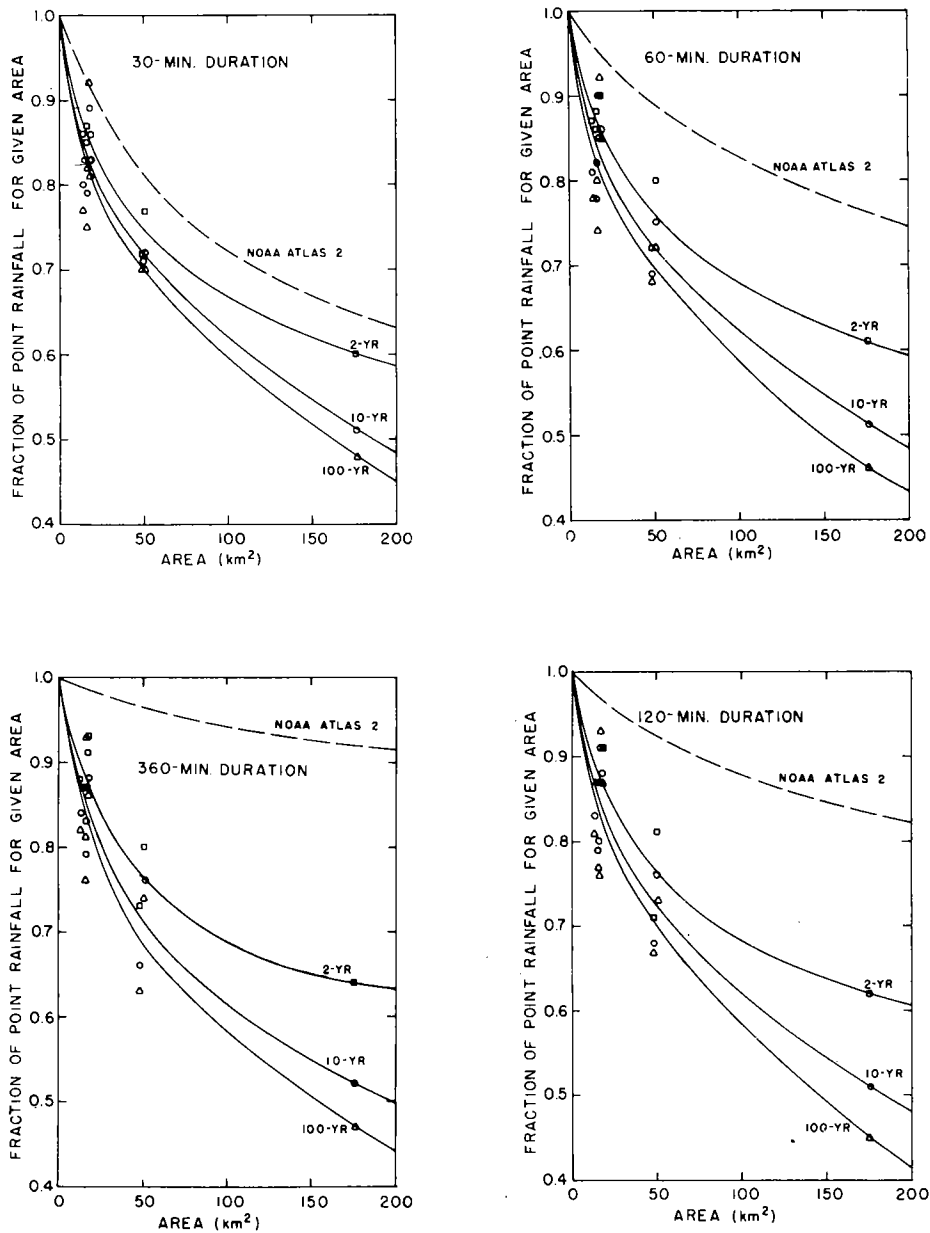 FRACTION OF POINT RAINFALL FOR GIVEN AREA
1.0
0.9
0.8
0.7
0.6
0.5
0.4
30-MIN. DURATION
NOAA ATLAS 2
2-YR
10-YR
100-YR
0 50 100 150 200
AREA (km²)
FRACTION OF POINT RAINFALL FOR GIVEN AREA
1.0
0.9
0.8
0.7
.06
0.5
0.4
60-MIN. DURATION
NOAA ATLAS 2
2-YR
10-YR
100-YR
0 50 100 150 200
AREA (km²)
FRACTION OF POINT RAINFALL FOR GIVEN AREA
1.0
0.9
0.8
0.7
0.6
0.5
0.4
NOAA ATLAS 2
360-MIN. DURATION
2-YR
10-YR
100-YR
0 50 100 150 200
AREA (km²)
FRACTION OF POINT RAINFALL FOR GIVEN AREA
1.0
0.9
0.8
0.7
0.6
0.5
0.4
120-MIN. DURATION
NOAA ATLAS 2
2-YR
10-YR
100-YR
0 50 100 150 200
AREA (km²)